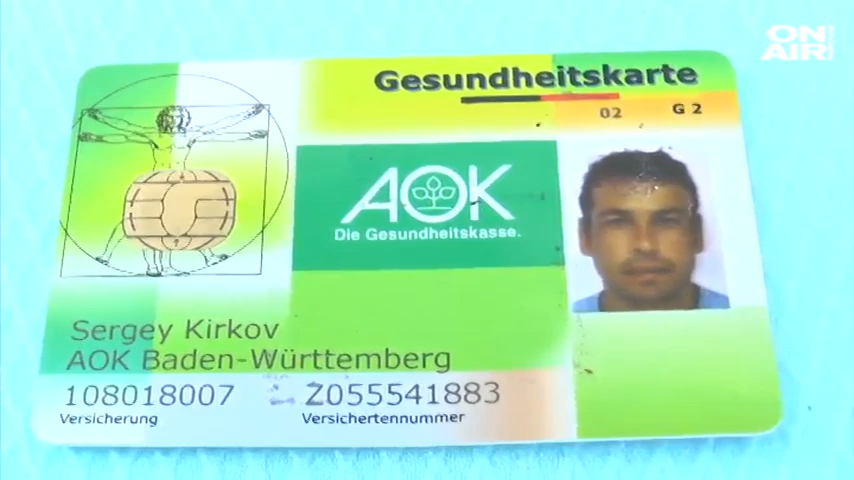 ON
AIR
Gesundheitskarte
02 G 2
AOK
Die Gesundheitskasse.
Sergey Kirkov
AOK Baden-Württemberg
108018007 Z055541883
Versicherung Versichertennummer